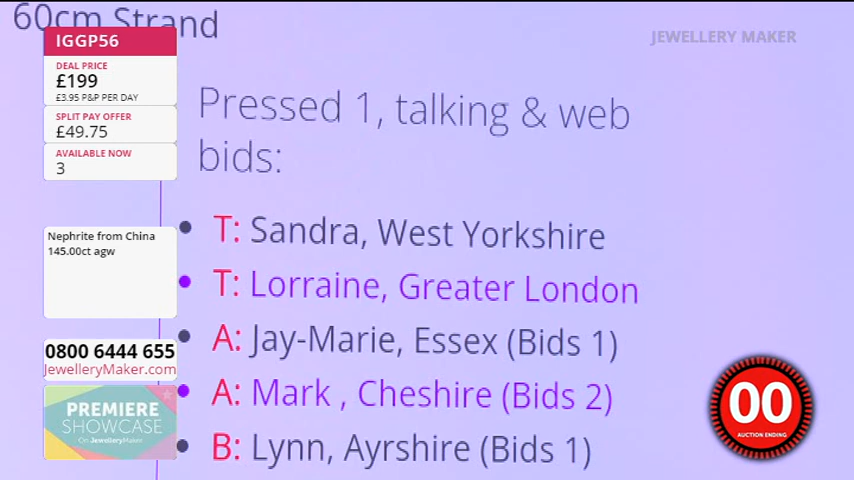 60cm Strand
IGGP56
JEWELLERY MAKER
DEAL PRICE
£199
£3.95 P&P PER DAY
SPLIT PAY OFFER
£49.75
AVAILABLE NOW
3
Pressed 1, talking & web
bids:
Nephrite from China
145.00ct agw
• T: Sandra, West Yorkshire
• T: Lorraine, Greater London
• A: Jay-Marie, Essex (Bids 1)
• A: Mark , Cheshire (Bids 2)
• B: Lynn, Ayrshire (Bids 1)
0800 6444 655
JewelleryMaker.com
PREMIERE
SHOWCASE
On JewelleryMaker
00
AUCTION ENDING